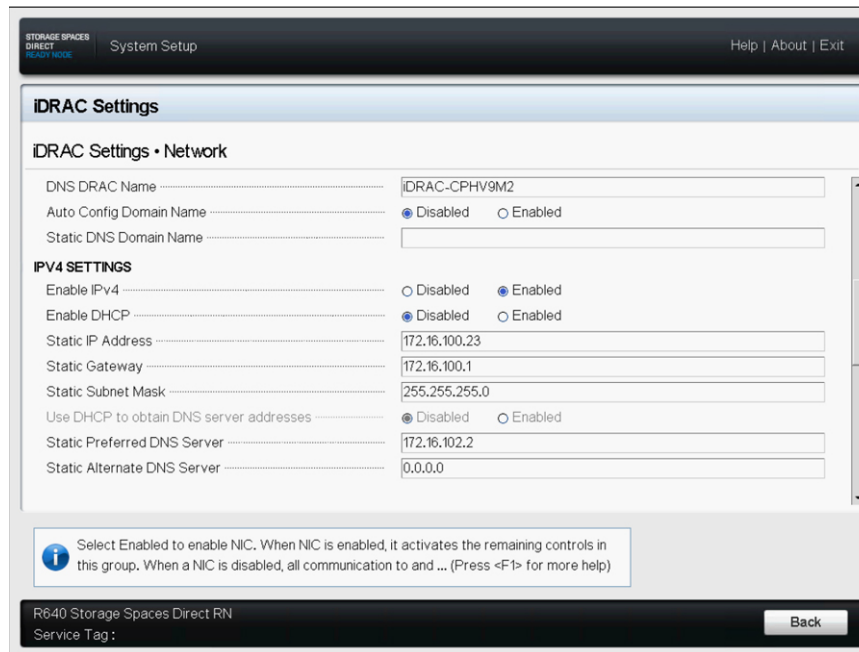 STORAGE SPACES
DIRECT
READY NODE
System Setup
Help | About | Exit
iDRAC Settings
iDRAC Settings • Network
DNS DRAC Name iDRAC-CPHV9M2
Auto Config Domain Name Disabled Enabled
Static DNS Domain Name
IPV4 SETTINGS
Enable IPv4 Disabled Enabled
Enable DHCP Disabled Enabled
Static IP Address 172.16.100.23
Static Gateway 172.16.100.1
Static Subnet Mask 255.255.255.0
Use DHCP to obtain DNS server addresses Disabled Enabled
Static Preferred DNS Server 172.16.102.2
Static Alternate DNS Server 0.0.0.0
Select Enabled to enable NIC. When NIC is enabled, it activates the remaining controls in
this group. When a NIC is disabled, all communication to and ... (Press <F1> for more help)
R640 Storage Spaces Direct RN
Service Tag :
Back